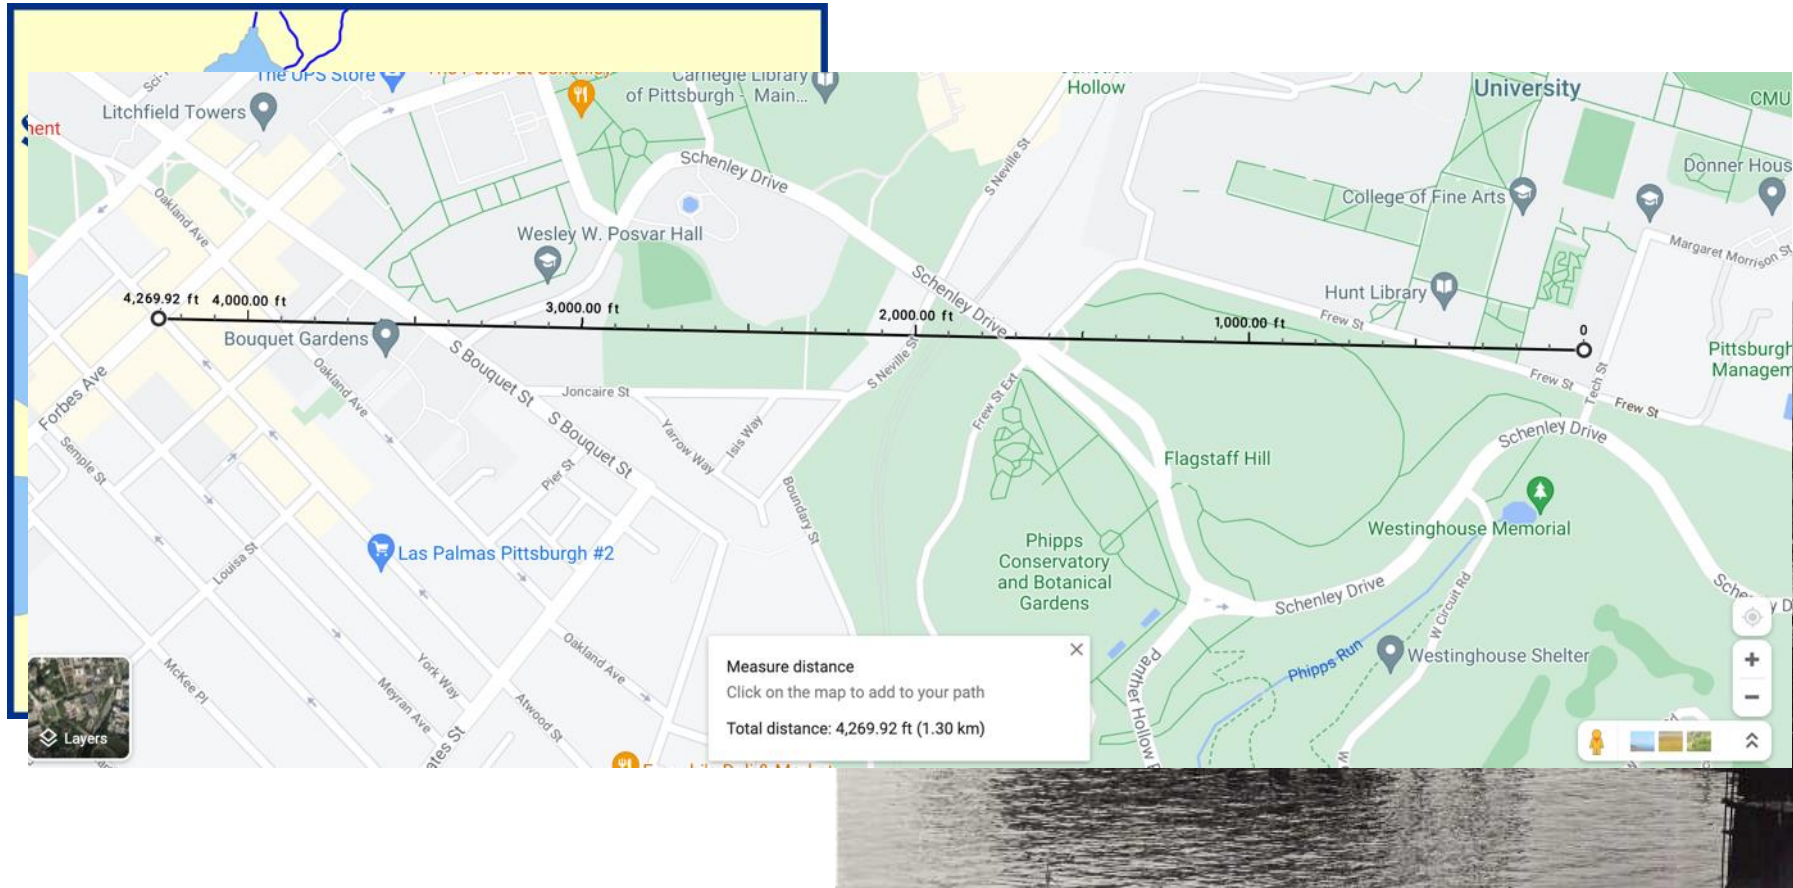 The UPS Store
Carnegie Library
of Pittsburgh - Main...
Hollow
University
CMU
Litchfield Towers
Schenley Drive
S Neville St
Donner Hous
College of Fine Arts
Oakland Ave
Wesley W. Posvar Hall
Margaret Morrison St
Schenley Drive
Hunt Library
4,269.92 ft
4,000.00 ft
3,000.00 ft
2,000.00 ft
1,000.00 ft
0
Frew St
Bouquet Gardens
S Bouquet St
S Neville St
Pittsburgh
Managem
Forbes Ave
Oakland Ave
Joncaire St
Frew St Ext
Frew St
Tech St
Frew St
Semple St
S Bouquet St
Yarrow Way
Isis Way
Schenley Drive
Flagstaff Hill
Pier St
Boundary St
Westinghouse Memorial
Las Palmas Pittsburgh #2
Louisa St
Phipps
Conservatory
and Botanical
Gardens
Schenley Drive
W Circuit Rd
Phipps Run
Westinghouse Shelter
Oakland Ave
McKee Pl
York Way
Meyran Ave
Atwood St
Panther Hollow
Measure distance
Click on the map to add to your path
Total distance: 4,269.92 ft (1.30 km)
Layers